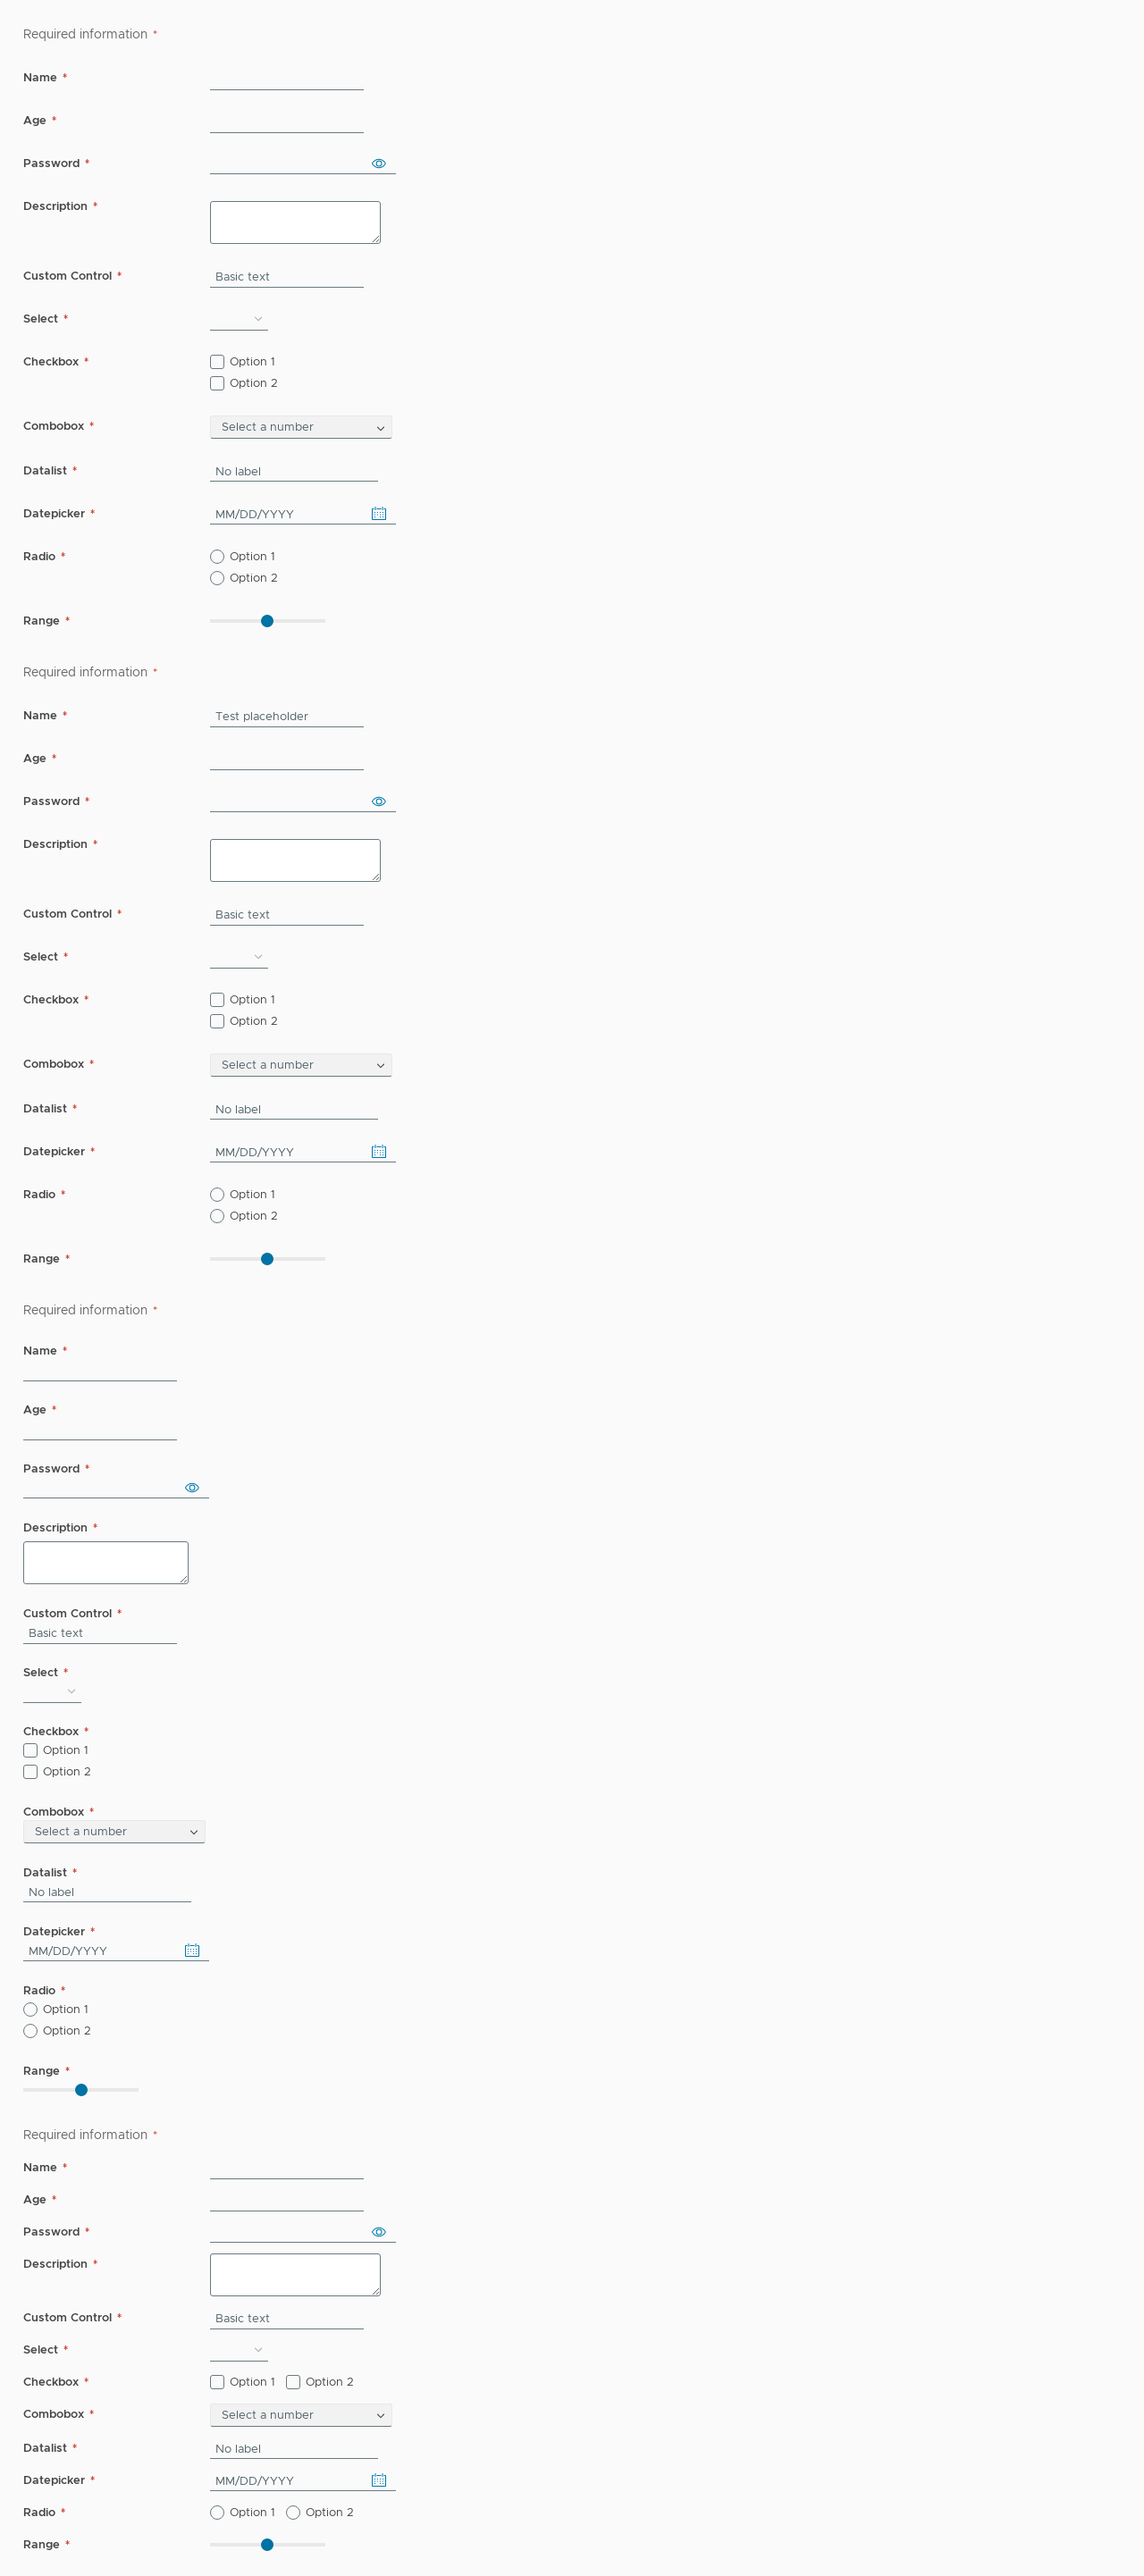 Required information *
Name *
Age *
Password *
Description *
Custom Control * Basic text
Select *
Checkbox * Option 1
Option 2
Combobox * Select a number
Datalist * No label
Datepicker * MM/DD/YYYY
Radio * Option 1
Option 2
Range *
Required information *
Name * Test placeholder
Age *
Password *
Description *
Custom Control * Basic text
Select *
Checkbox * Option 1
Option 2
Combobox * Select a number
Datalist * No label
Datepicker * MM/DD/YYYY
Radio * Option 1
Option 2
Range *
Required information *
Name *
Age *
Password *
Description *
Custom Control *
Basic text
Select *
Checkbox *
Option 1
Option 2
Combobox *
Select a number
Datalist *
No label
Datepicker *
MM/DD/YYYY
Radio *
Option 1
Option 2
Range *
Required information *
Name *
Age *
Password *
Description *
Custom Control * Basic text
Select *
Checkbox * Option 1 Option 2
Combobox * Select a number
Datalist * No label
Datepicker * MM/DD/YYYY
Radio * Option 1 Option 2
Range *